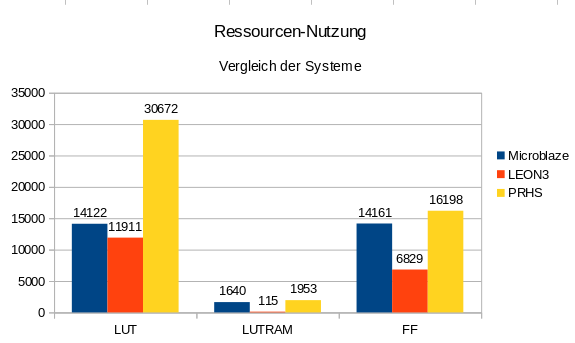 Ressourcen-Nutzung
Vergleich der Systeme
35000
30000
25000
20000
15000
10000
5000
0
14122
11911
30672
1640
115
1953
14161
6829
16198
LUT
LUTRAM
FF
Microblaze
LEON3
PRHS